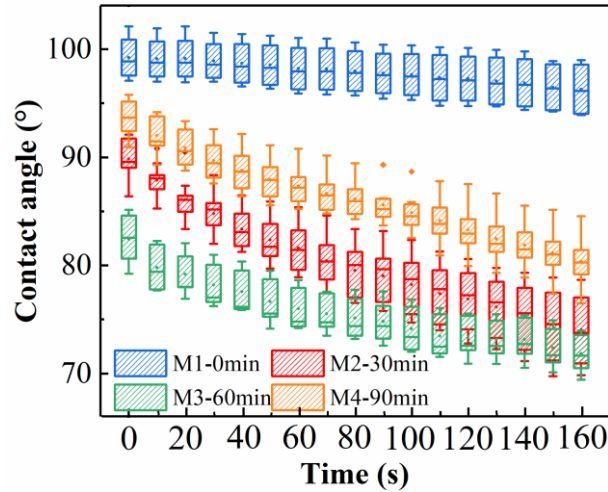 Contact angle (°)
100
90
80
70
M1-0min M2-30min
M3-60min M4-90min
0 20 40 60 80 100 120 140 160
Time (s)